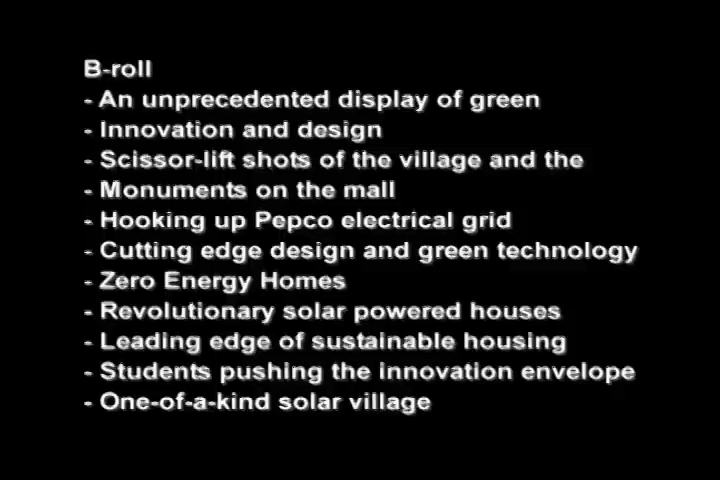 B-roll
- An unprecedented display of green
- Innovation and design
- Scissor-lift shots of the village and the
- Monuments on the mall
- Hooking up Pepco electrical grid
- Cutting edge design and green technology
- Zero Energy Homes
- Revolutionary solar powered houses
- Leading edge of sustainable housing
- Students pushing the innovation envelope
- One-of-a-kind solar village